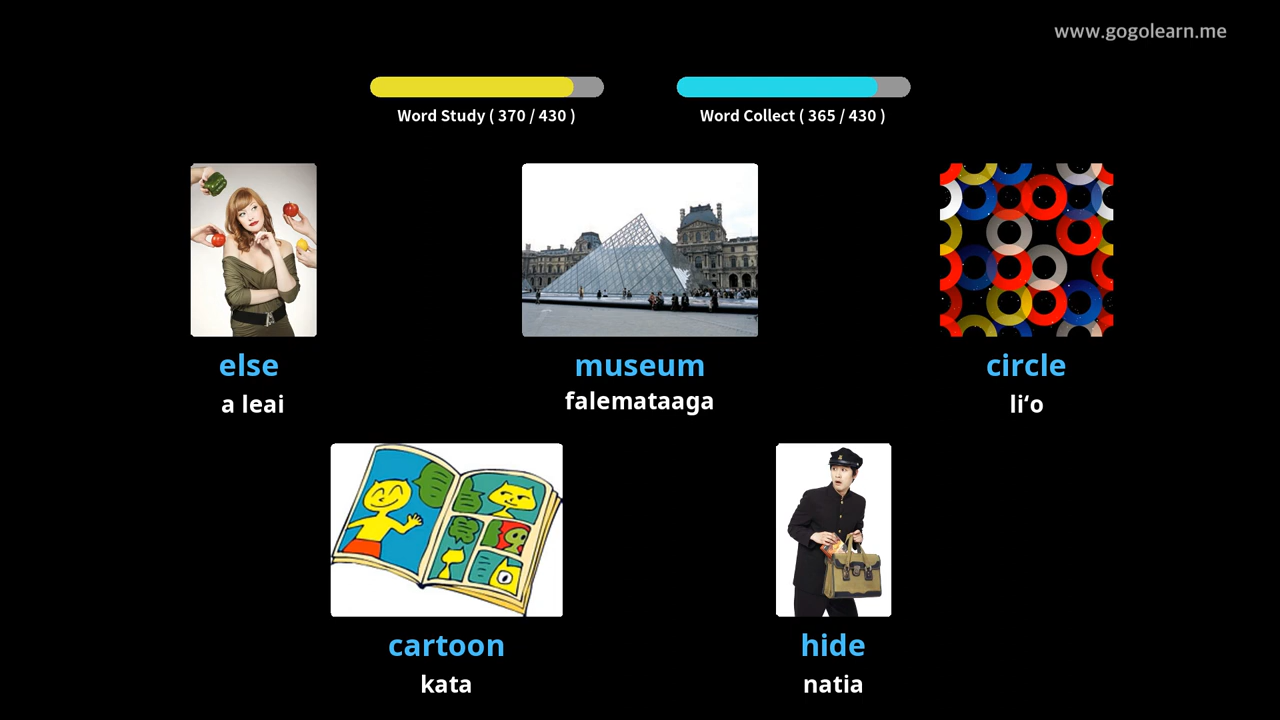 www.gogolearn.me
Word Study ( 370 / 430 )
Word Collect ( 365 / 430 )
else
a leai
museum
falemataaga
circle
liʻo
cartoon
kata
hide
natia